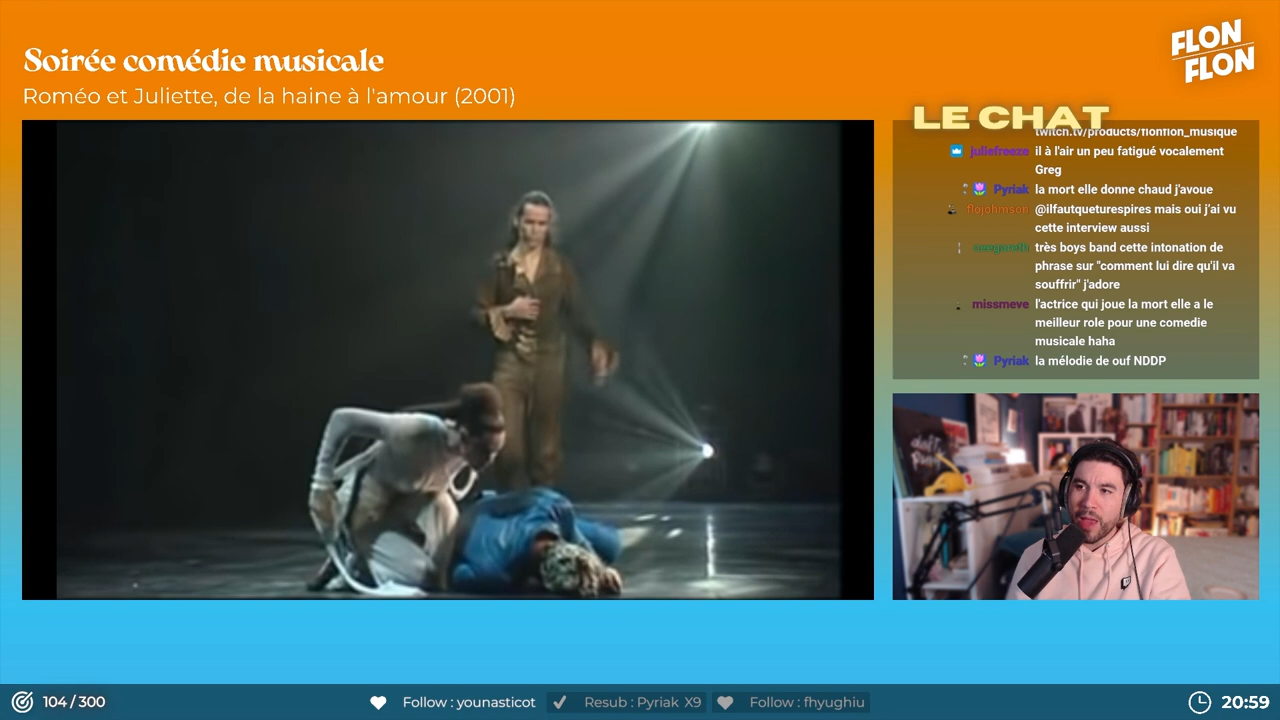 Soirée comédie musicale
Roméo et Juliette, de la haine à l'amour (2001)
FLON
FLON
LE CHAT
twitch.tv/products/flonflon_musique
juliefreeze il à l'air un peu fatigué vocalement
Greg
Pyriak la mort elle donne chaud j'avoue
flojohmson @ilfautqueturespires mais oui j'ai vu
cette interview aussi
très boys band cette intonation de
phrase sur "comment lui dire qu'il va
souffrir" j'adore
missmeve l'actrice qui joue la mort elle a le
meilleur role pour une comedie
musicale haha
Pyriak la mélodie de ouf NDDP
104 / 300
Follow : younasticot
Resub : Pyriak X9
Follow : fhyughiu
20:59